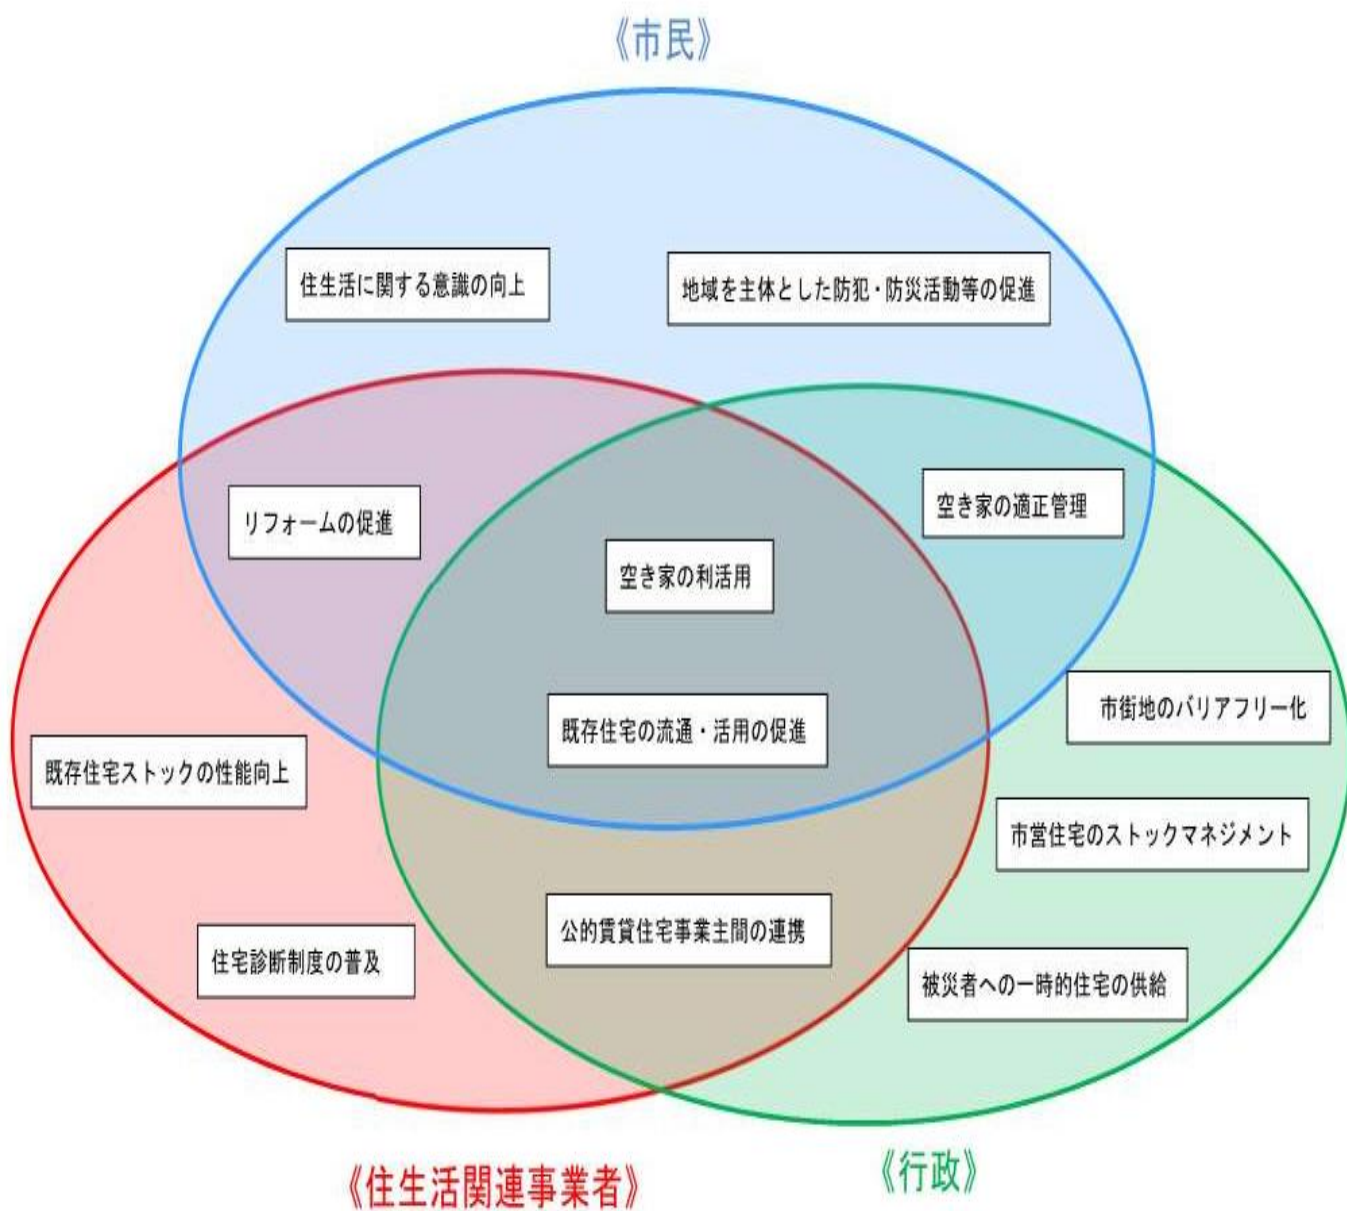 《市民》
住生活に関する意識の向上
地域を主体とした防犯・防災活動等の促進
リフォームの促進
空き家の適正管理
空き家の利活用
市街地のバリアフリー化
既存住宅の流通・活用の促進
既存住宅ストックの性能向上
市営住宅のストックマネジメント
公的賃貸住宅事業主間の連携
住宅診断制度の普及
被災者への一時的住宅の供給
《住生活関連事業者》
《行政》